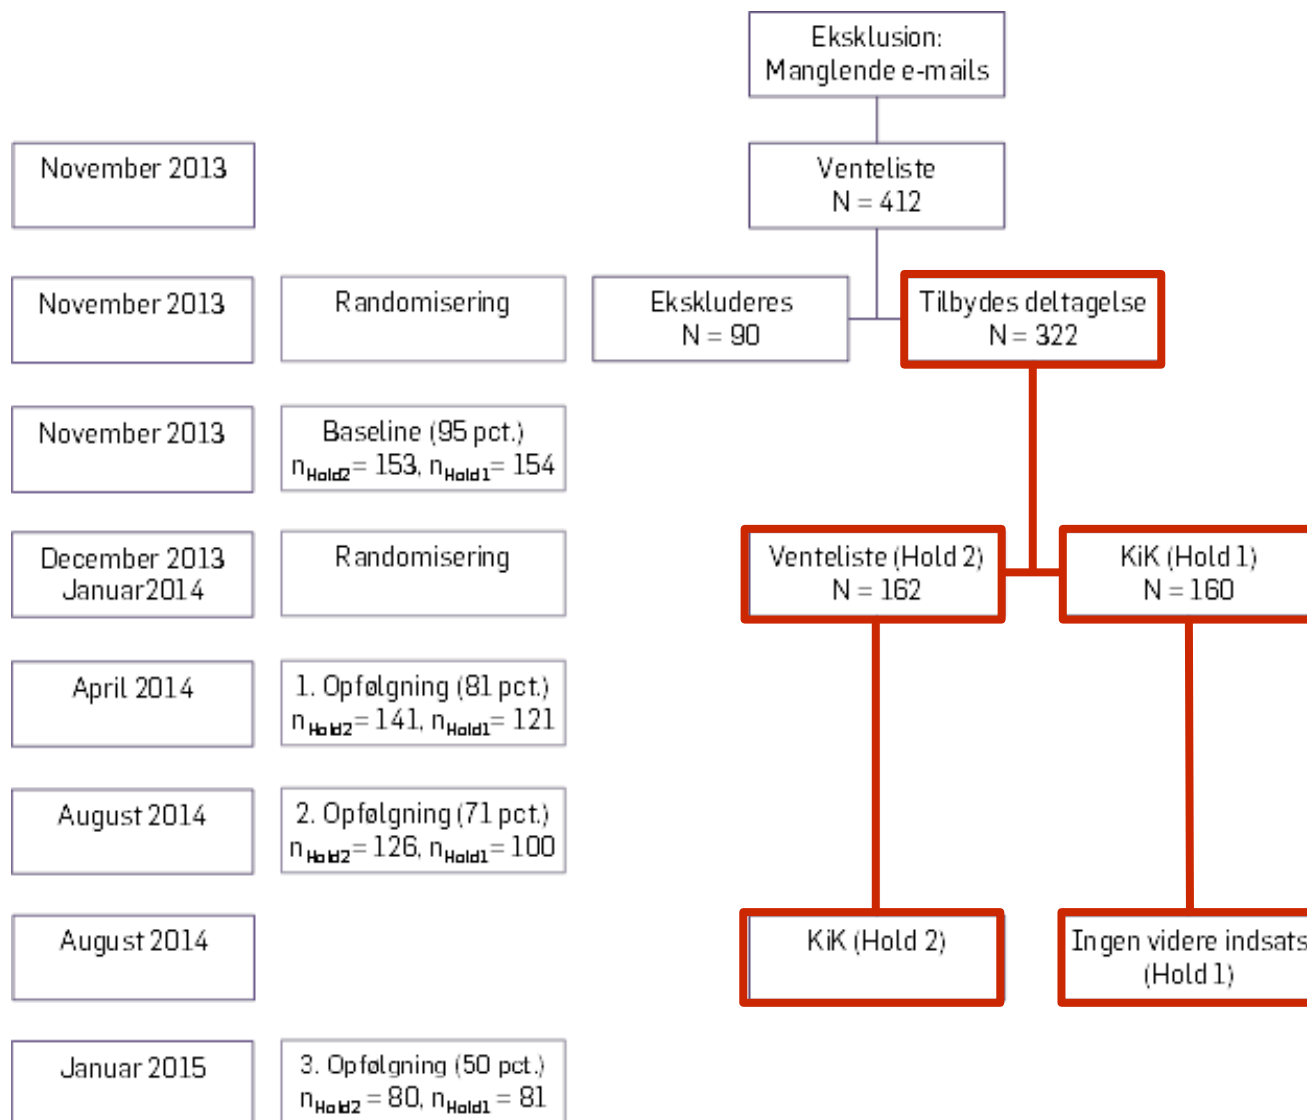 Eksklusion:
Manglende e-mails
November 2013
Venteliste
N = 412
November 2013
Randomisering
Ekskluderes
N = 90
Tilbydes deltagelse
N = 322
November 2013
Baseline (95 pct.)
nHold2 = 153, nHold1 = 154
December 2013
Januar2014
Randomisering
Venteliste (Hold 2)
N = 162
KiK (Hold 1)
N = 160
April 2014
1. Opfølgning (81 pct.)
nHold2 = 141, nHold1 = 121
August 2014
2. Opfølgning (71 pct.)
nHold2 = 126, nHold1 = 100
August 2014
KiK (Hold 2)
Ingen videre indsats
(Hold 1)
Januar 2015
3. Opfølgning (50 pct.)
nHold2 = 80, nHold1 = 81